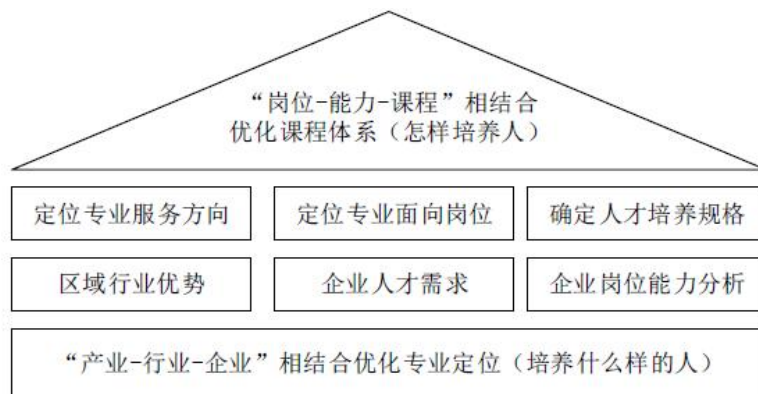 “岗位-能力-课程”相结合
优化课程体系（怎样培养人）
定位专业服务方向
定位专业面向岗位
确定人才培养规格
区域行业优势
企业人才需求
企业岗位能力分析
“产业-行业-企业”相结合优化专业定位（培养什么样的人）